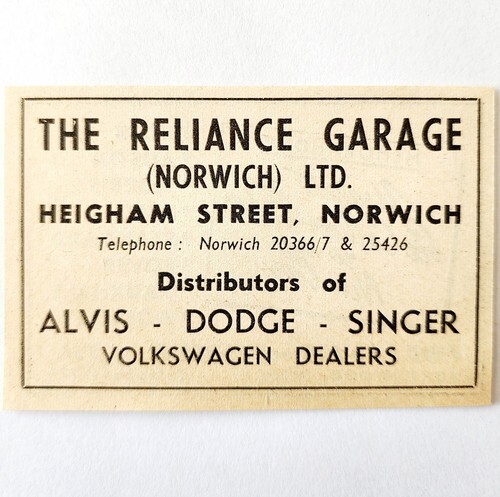 THE RELIANCE GARAGE
(NORWICH) LTD.
HEIGHAM STREET, NORWICH
Telephone : Norwich 20366/7 & 25426
Distributors of
ALVIS - DODGE - SINGER
VOLKSWAGEN DEALERS